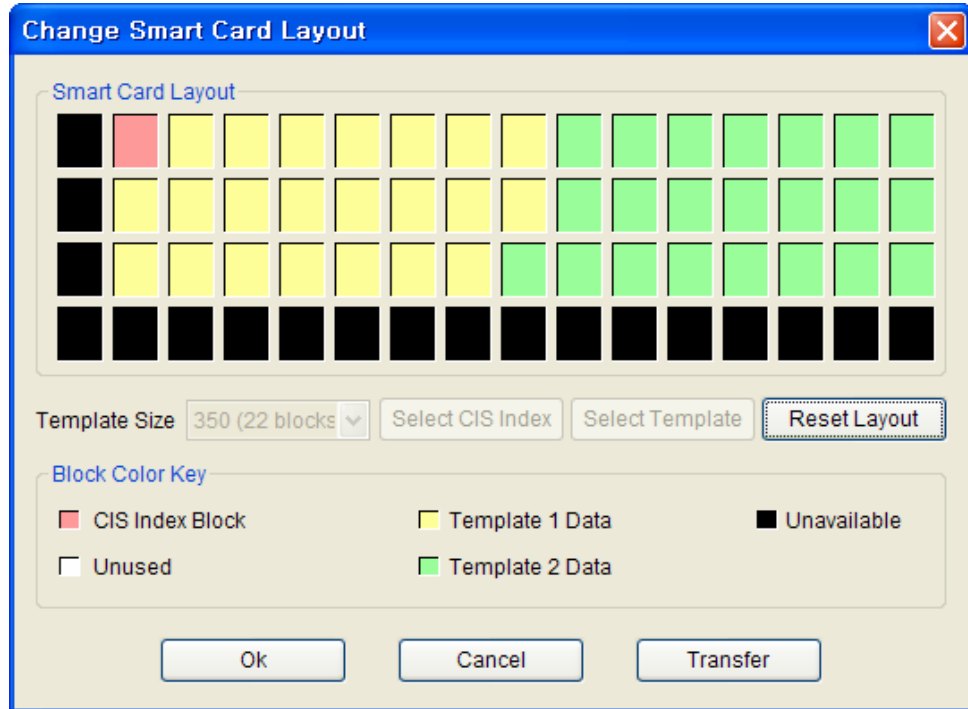 Change Smart Card Layout
Smart Card Layout
Template Size 350 (22 blocks Select CIS Index Select Template Reset Layout
Block Color Key
CIS Index Block Template 1 Data Unavailable
Unused Template 2 Data
Ok Cancel Transfer